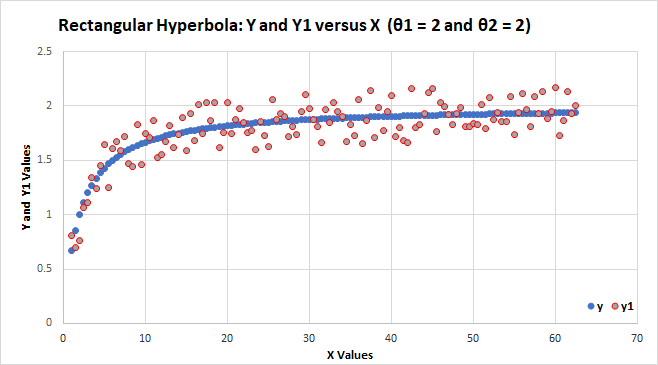 Rectangular Hyperbola: Y and Y1 versus X (θ1 = 2 and θ2 = 2)
2.5
2
1.5
1
0.5
0
Y and Y1 Values
0 10 20 30 40 50 60 70
X Values
y y1